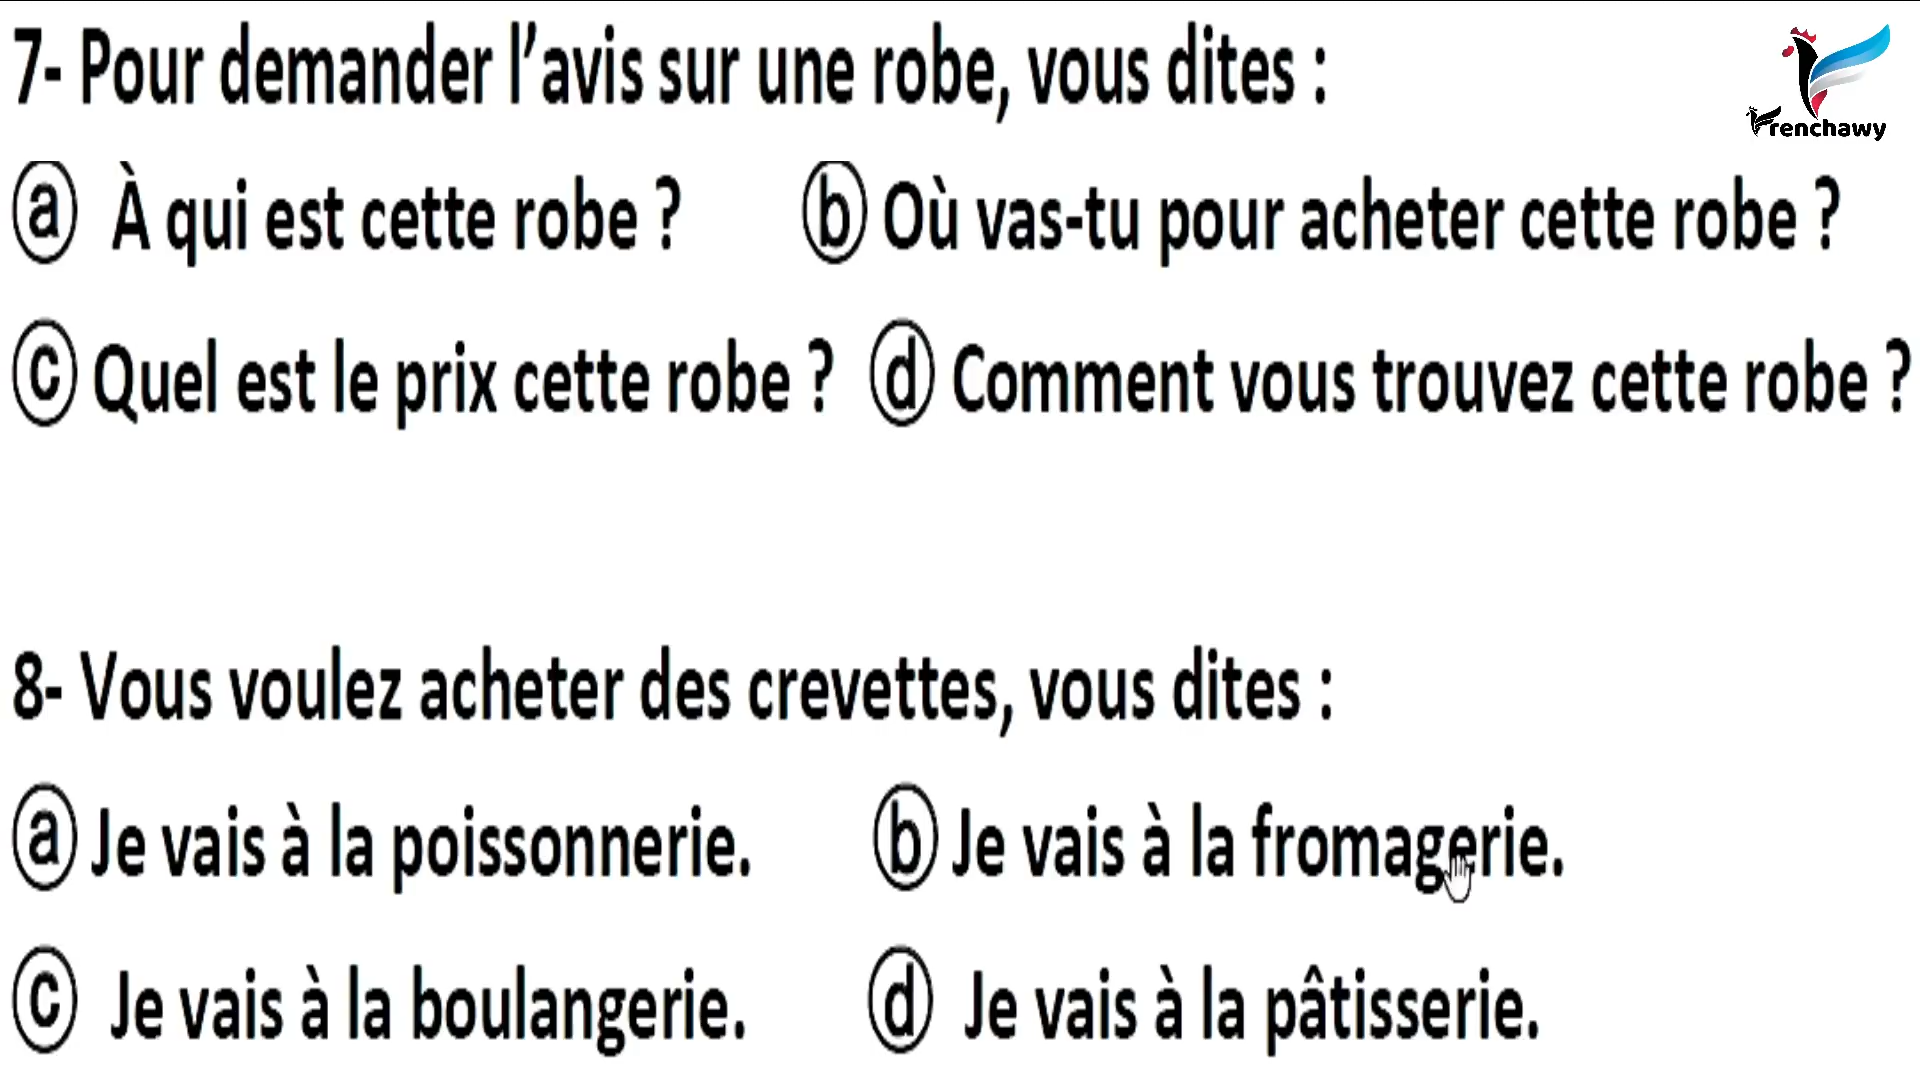 7- Pour demander l’avis sur une robe, vous dites :
Frenchawy
ⓐ À qui est cette robe ? ⓑ Où vas-tu pour acheter cette robe ?
ⓒ Quel est le prix cette robe ? ⓓ Comment vous trouvez cette robe ?
8- Vous voulez acheter des crevettes, vous dites :
ⓐ Je vais à la poissonnerie. ⓑ Je vais à la fromagerie.
ⓒ Je vais à la boulangerie. ⓓ Je vais à la pâtisserie.